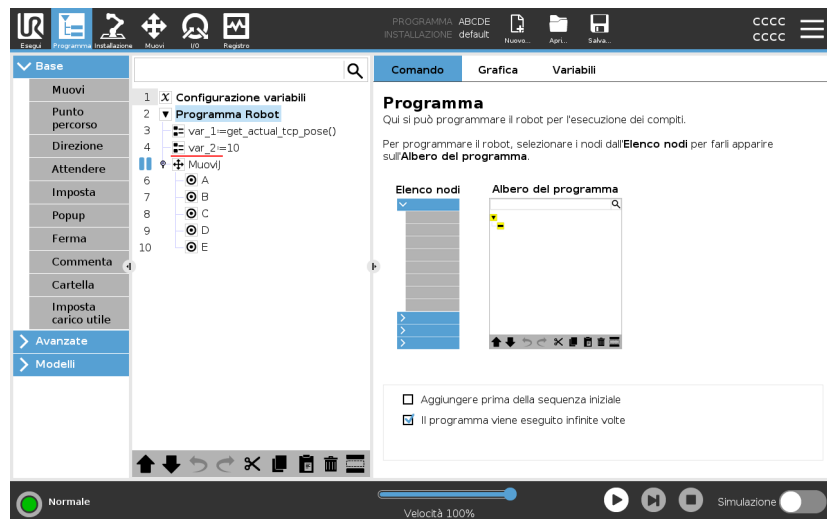 UR
Esegui
Programma
Installazione
Muovi
I/O
Registro
PROGRAMMA ABCDE
INSTALLAZIONE default
Nuovo...
Apri...
Salva...
CCCC
CCCC
Base
Muovi
Punto
percorso
Direzione
Attendere
Imposta
Popup
Ferma
Commenta
Cartella
Imposta
carico utile
Avanzate
Modelli
1 X Configurazione variabili
2 Programma Robot
3 var_1≔get_actual_tcp_pose()
4 var_2≔10
MuoviJ
6 A
7 B
8 C
9 D
10 E
Comando Grafica Variabili
Programma
Qui si può programmare il robot per l'esecuzione dei compiti.
Per programmare il robot, selezionare i nodi dall'Elenco nodi per farli apparire
sull'Albero del programma.
Elenco nodi Albero del programma
Aggiungere prima della sequenza iniziale
Il programma viene eseguito infinite volte
Normale
Velocità 100%
Simulazione